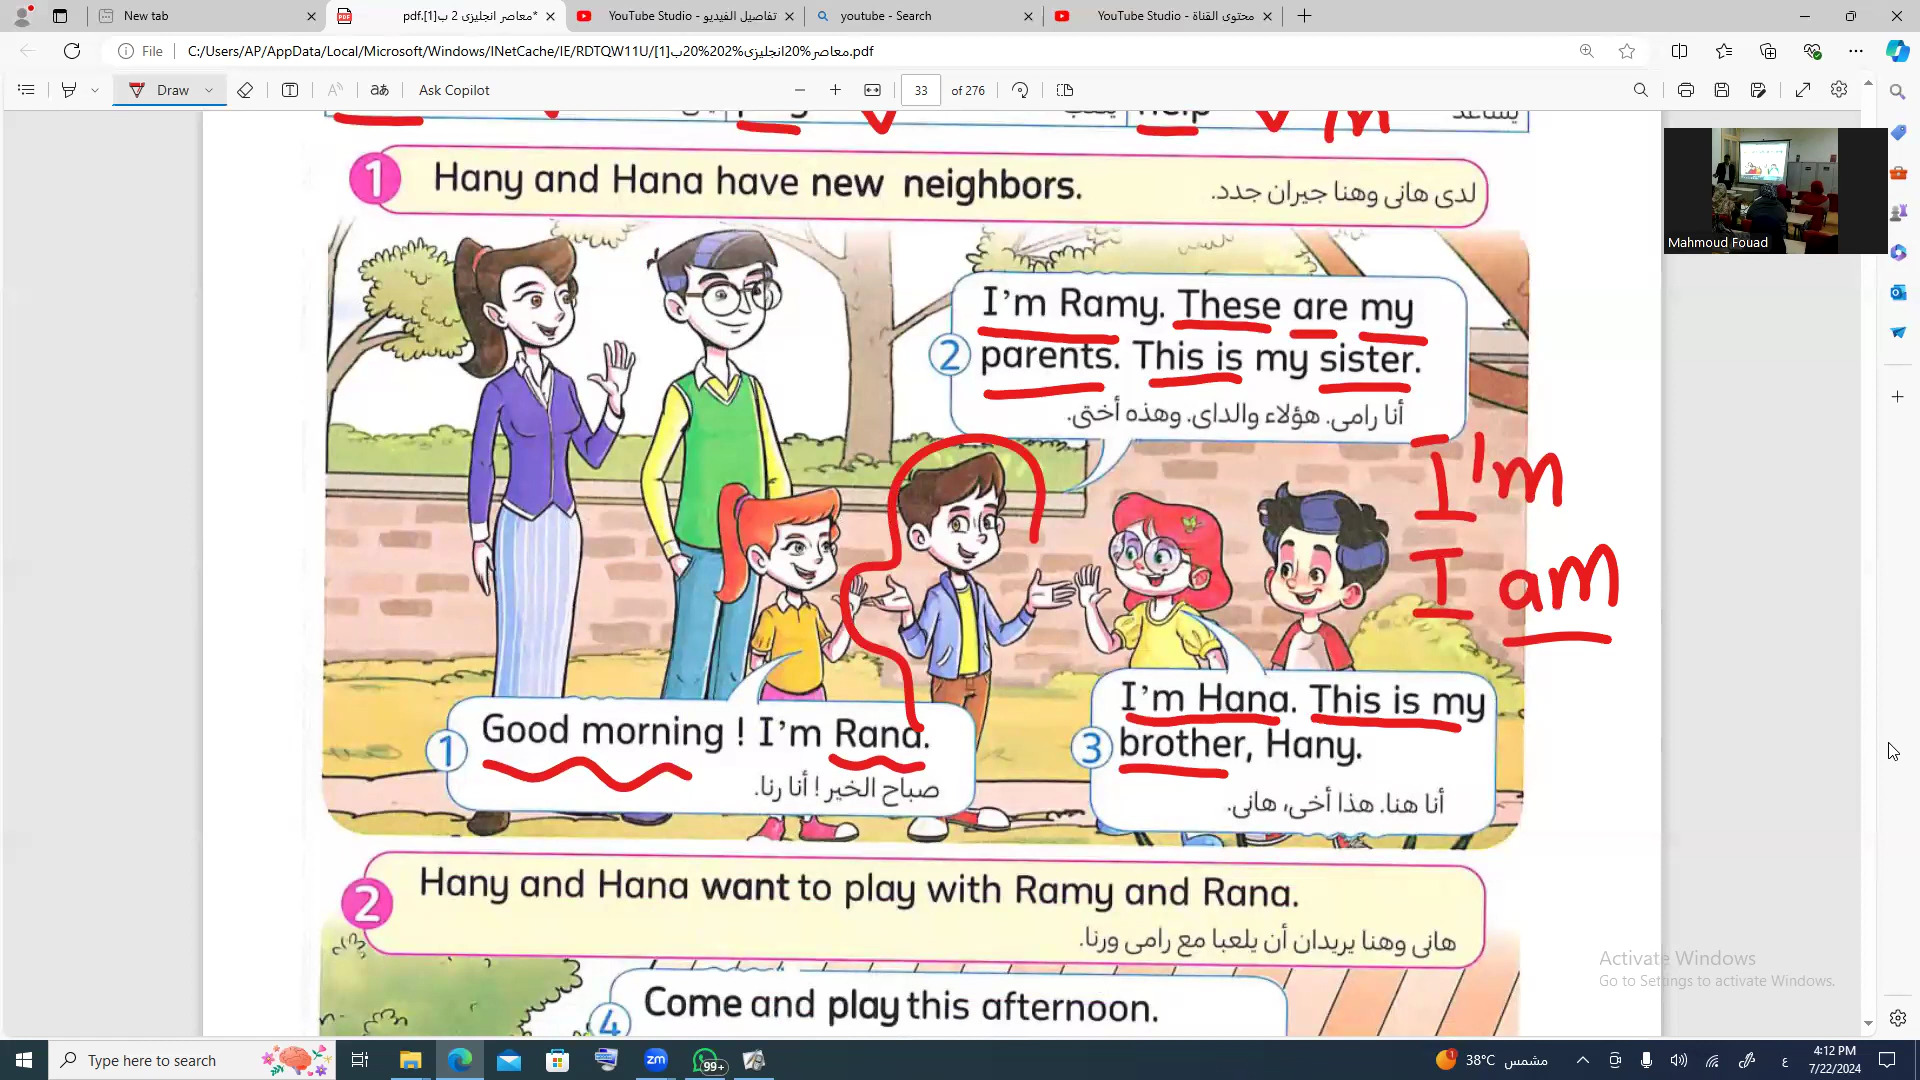 New tab
*معاصر انجليزى 2 ب[1].pdf
YouTube Studio - تفاصيل الفيديو
youtube - Search
YouTube Studio - محتوى القناة
File
C:/Users/AP/AppData/Local/Microsoft/Windows/INetCache/IE/RDTQW11U/معاصر%20انجليزى%202%20ب[1].pdf
Draw
Ask Copilot
33
of 276
help
يساعد
I'm
1 Hany and Hana have new neighbors.
لدى هانى وهنا جيران جدد.
Mahmoud Fouad
2 I'm Ramy. These are my
parents. This is my sister.
أنا رامى. هؤلاء والداى. وهذه أختى.
I'm
I am
1 Good morning ! I'm Rana.
صباح الخير ! أنا رنا.
3 I'm Hana. This is my
brother, Hany.
أنا هنا. هذا أخى، هانى.
2 Hany and Hana want to play with Ramy and Rana.
هانى وهنا يريدان أن يلعبا مع رامى ورنا.
4 Come and play this afternoon.
Activate Windows
Go to Settings to activate Windows.
Type here to search
zm
99+
1
38°C مشمس
ع
4:12 PM
7/22/2024